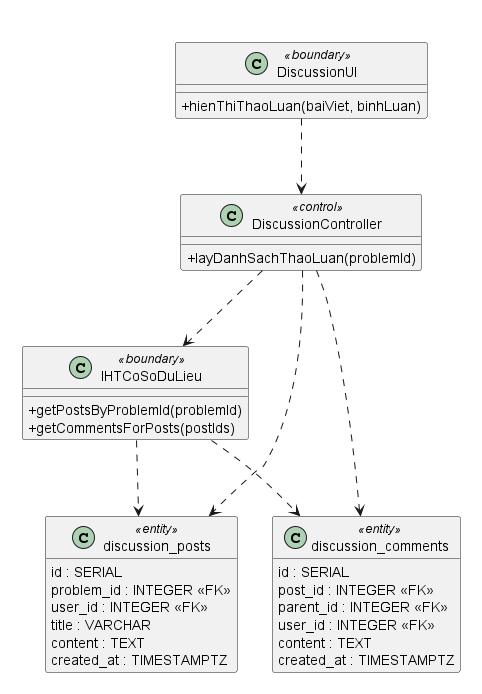 C
«boundary»
DiscussionUI
+hienThiThaoLuan(baiViet, binhLuan)
C
«control»
DiscussionController
+layDanhSachThaoLuan(problemId)
C
«boundary»
IHTCoSoDuLieu
+getPostsByProblemId(problemId)
+getCommentsForPosts(postIds)
C
«entity»
discussion_posts
id : SERIAL
problem_id : INTEGER «FK»
user_id : INTEGER «FK»
title : VARCHAR
content : TEXT
created_at : TIMESTAMPTZ
C
«entity»
discussion_comments
id : SERIAL
post_id : INTEGER «FK»
parent_id : INTEGER «FK»
user_id : INTEGER «FK»
content : TEXT
created_at : TIMESTAMPTZ